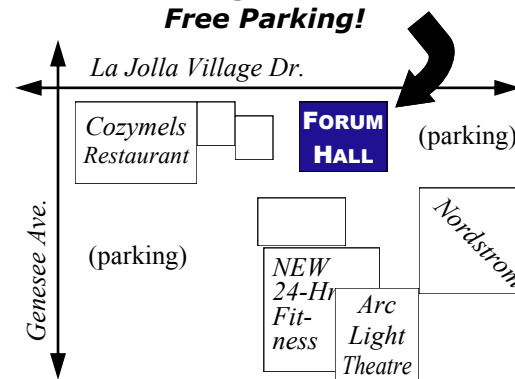 Free Parking!
La Jolla Village Dr.
Cozymels
Restaurant
FORUM
HALL
(parking)
Genesee Ave.
(parking)
Nordstrom
NEW
24-Hr
Fit-
ness
Arc
Light
Theatre